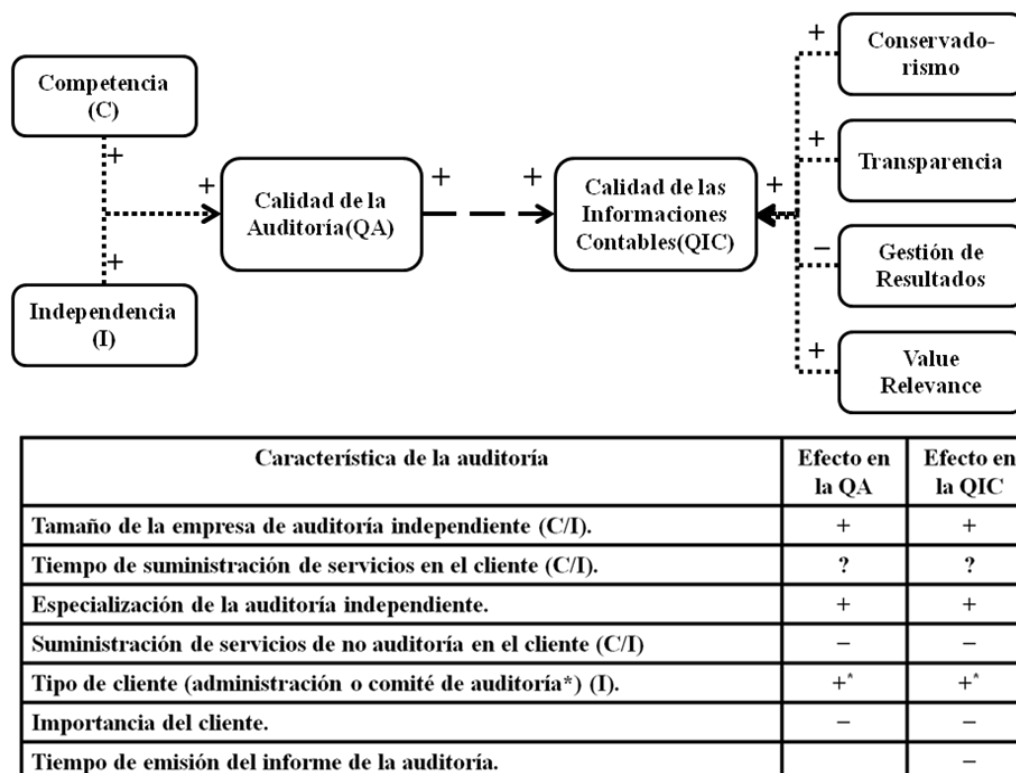 Competencia
(C)
+
+
Independencia
(I)
+
Calidad de la
Auditoría(QA)
+
+
Calidad de las
Informaciones
Contables(QIC)
+
+
Conservado-
rismo
+
Transparencia
−
Gestión de
Resultados
+
Value
Relevance
Característica de la auditoría
Efecto en
la QA
Efecto en
la QIC
Tamaño de la empresa de auditoría independiente (C/I). + +
Tiempo de suministración de servicios en el cliente (C/I). ? ?
Especialización de la auditoría independiente. + +
Suministración de servicios de no auditoría en el cliente (C/I) − −
Tipo de cliente (administración o comité de auditoría*) (I). +* +*
Importancia del cliente. − −
Tiempo de emisión del informe de la auditoría. −